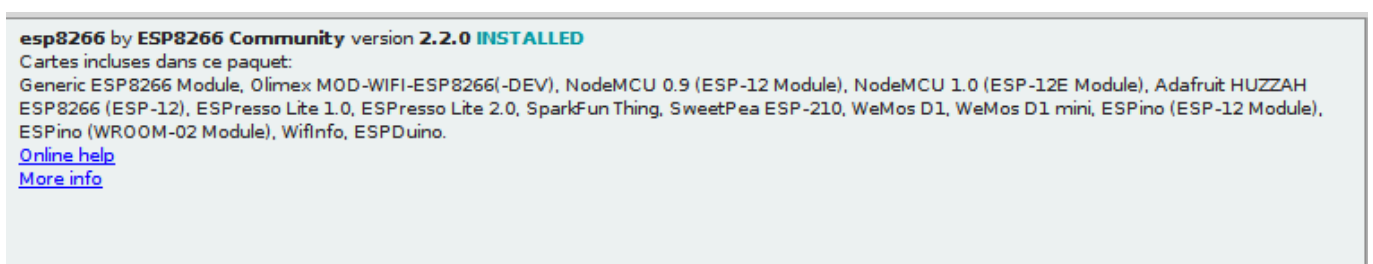 esp8266 by ESP8266 Community version 2.2.0 INSTALLED
Cartes incluses dans ce paquet:
Generic ESP8266 Module, Olimex MOD-WIFI-ESP8266(-DEV), NodeMCU 0.9 (ESP-12 Module), NodeMCU 1.0 (ESP-12E Module), Adafruit HUZZAH
ESP8266 (ESP-12), ESPresso Lite 1.0, ESPresso Lite 2.0, SparkFun Thing, SweetPea ESP-210, WeMos D1, WeMos D1 mini, ESPino (ESP-12 Module),
ESPino (WROOM-02 Module), WifInfo, ESPDuino.
Online help
More info